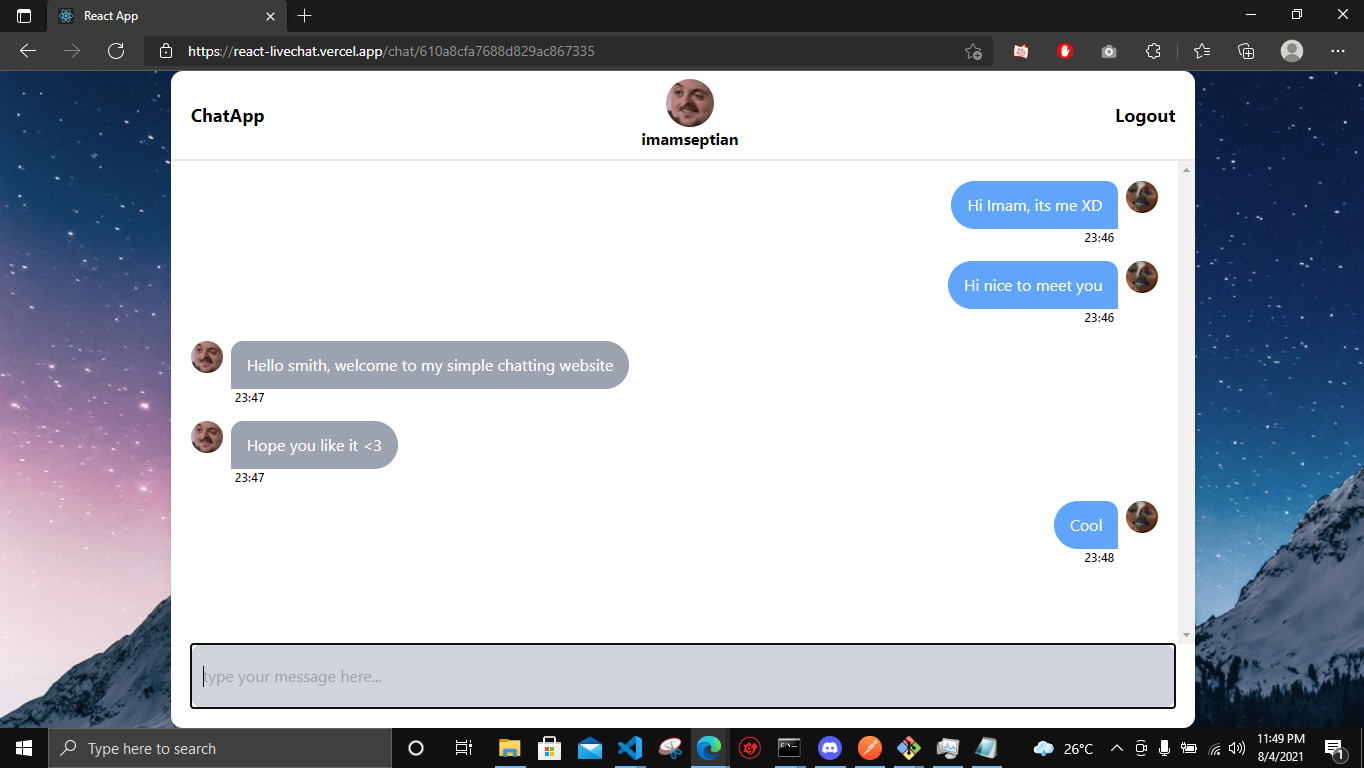 React App
https://react-livechat.vercel.app/chat/610a8cfa7688d829ac867335
ChatApp
imamseptian
Logout
Hi Imam, its me XD
23:46
Hi nice to meet you
23:46
Hello smith, welcome to my simple chatting website
23:47
Hope you like it <3
23:47
Cool
23:48
type your message here...
Type here to search
26°C
11:49 PM
8/4/2021
1